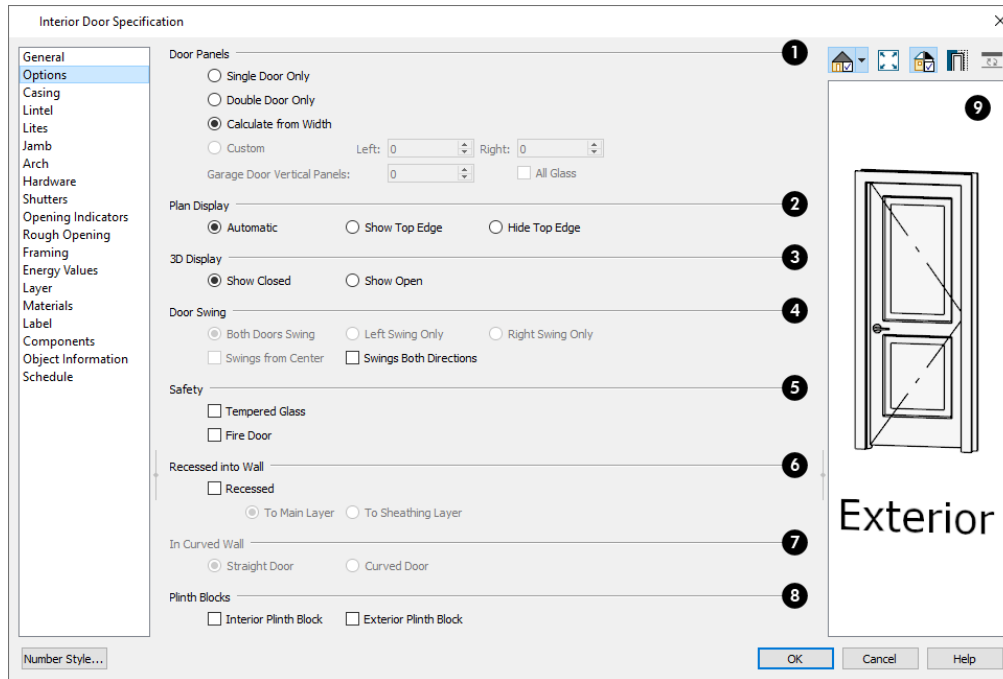 Interior Door Specification
General
Options
Casing
Lintel
Lites
Jamb
Arch
Hardware
Shutters
Opening Indicators
Rough Opening
Framing
Energy Values
Layer
Materials
Label
Components
Object Information
Schedule
Door Panels 1
Single Door Only
Double Door Only
Calculate from Width
Custom Left: 0 Right: 0
Garage Door Vertical Panels: 0 All Glass
Plan Display 2
Automatic Show Top Edge Hide Top Edge
3D Display 3
Show Closed Show Open
Door Swing 4
Both Doors Swing Left Swing Only Right Swing Only
Swings from Center Swings Both Directions
Safety 5
Tempered Glass
Fire Door
Recessed into Wall 6
Recessed
To Main Layer To Sheathing Layer
In Curved Wall 7
Straight Door Curved Door
Plinth Blocks 8
Interior Plinth Block Exterior Plinth Block
9
Exterior
Number Style... OK Cancel Help